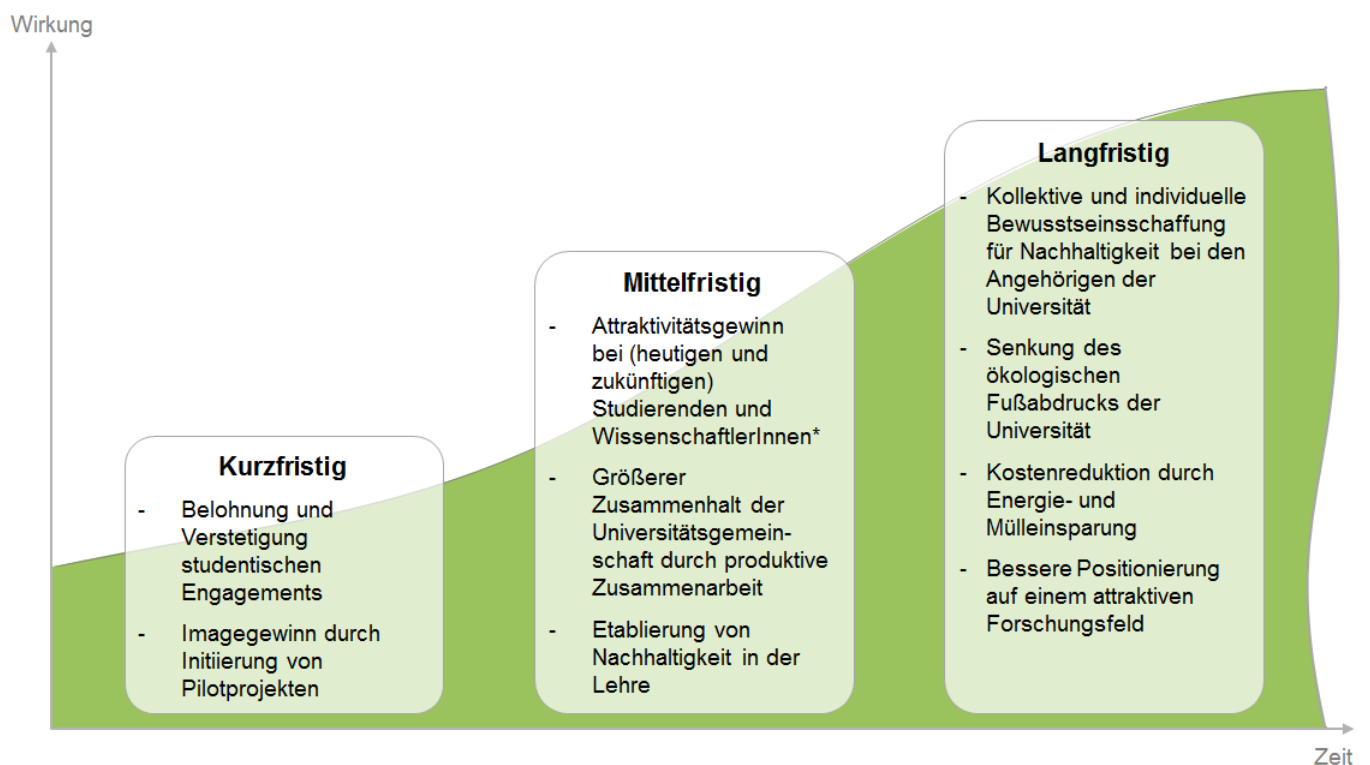 Wirkung
Kurzfristig
- Belohnung und
Verstetigung
studentischen
Engagements
- Imagegewinn durch
Initiierung von
Pilotprojekten
Mittelfristig
- Attraktivitätsgewinn
bei (heutigen und
zukünftigen)
Studierenden und
WissenschaftlerInnen*
- Größerer
Zusammenhalt der
Universitätsgemein-
schaft durch produktive
Zusammenarbeit
- Etablierung von
Nachhaltigkeit in der
Lehre
Langfristig
- Kollektive und individuelle
Bewusstseinsschaffung
für Nachhaltigkeit bei den
Angehörigen der
Universität
- Senkung des
ökologischen
Fußabdrucks der
Universität
- Kostenreduktion durch
Energie- und
Mülleinsparung
- Bessere Positionierung
auf einem attraktiven
Forschungsfeld
Zeit